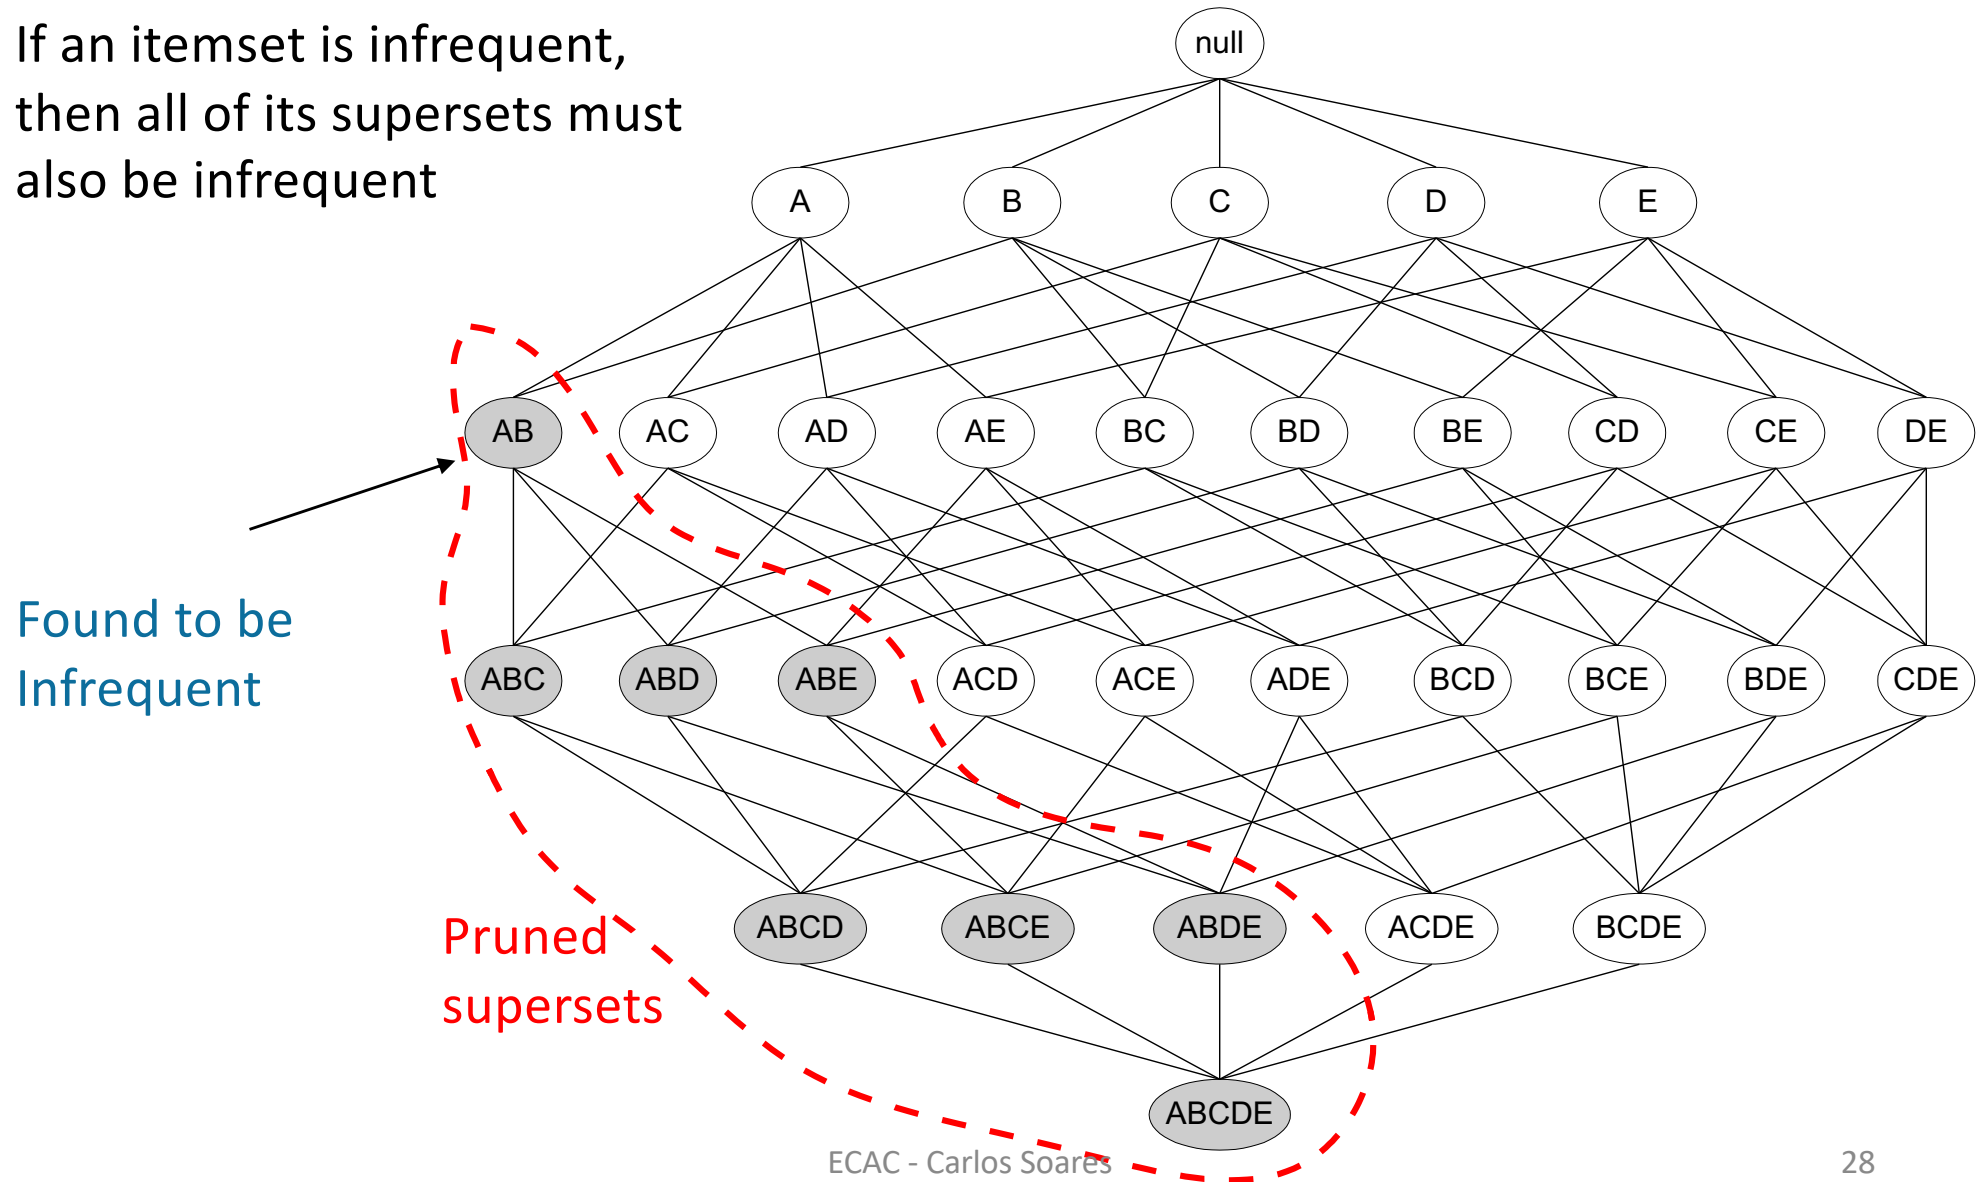 If an itemset is infrequent,
then all of its supersets must
also be infrequent
null
A B C D E
AB AC AD AE BC BD BE CD CE DE
Found to be
Infrequent
ABC ABD ABE ACD ACE ADE BCD BCE BDE CDE
Pruned
supersets
ABCD ABCE ABDE ACDE BCDE
ABCDE
ECAC - Carlos Soares
28